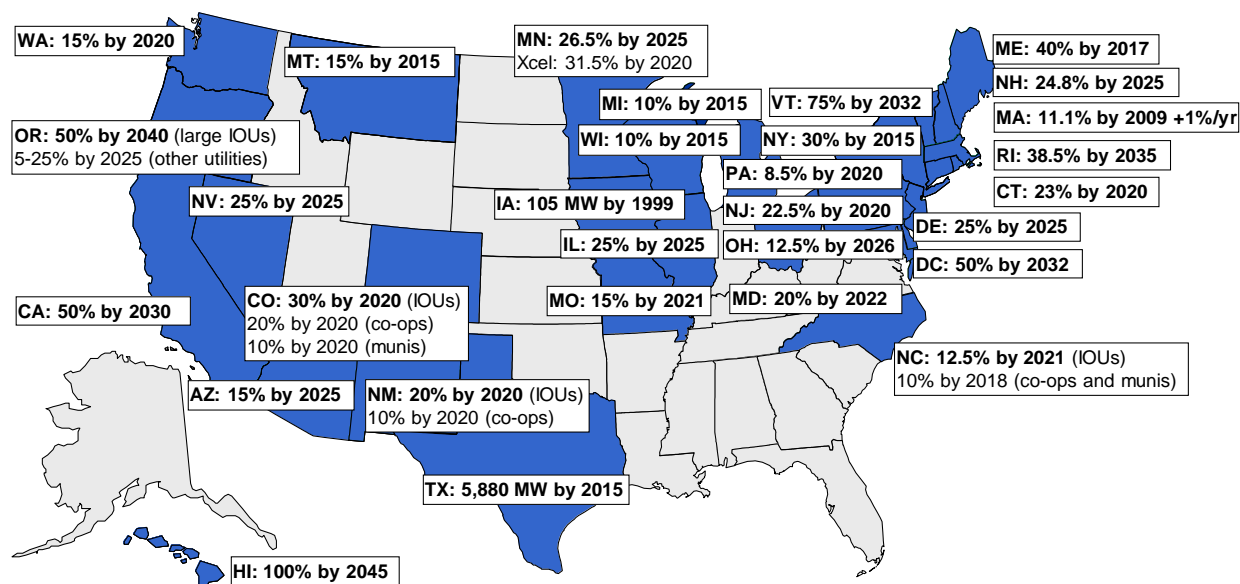 WA: 15% by 2020
MT: 15% by 2015
MN: 26.5% by 2025
Xcel: 31.5% by 2020
ME: 40% by 2017
NH: 24.8% by 2025
MI: 10% by 2015
VT: 75% by 2032
MA: 11.1% by 2009 +1%/yr
OR: 50% by 2040 (large IOUs)
5-25% by 2025 (other utilities)
WI: 10% by 2015
NY: 30% by 2015
RI: 38.5% by 2035
PA: 8.5% by 2020
CT: 23% by 2020
NV: 25% by 2025
IA: 105 MW by 1999
NJ: 22.5% by 2020
DE: 25% by 2025
IL: 25% by 2025
OH: 12.5% by 2026
DC: 50% by 2032
CA: 50% by 2030
CO: 30% by 2020 (IOUs)
20% by 2020 (co-ops)
10% by 2020 (munis)
MO: 15% by 2021
MD: 20% by 2022
NC: 12.5% by 2021 (IOUs)
10% by 2018 (co-ops and munis)
AZ: 15% by 2025
NM: 20% by 2020 (IOUs)
10% by 2020 (co-ops)
TX: 5,880 MW by 2015
HI: 100% by 2045